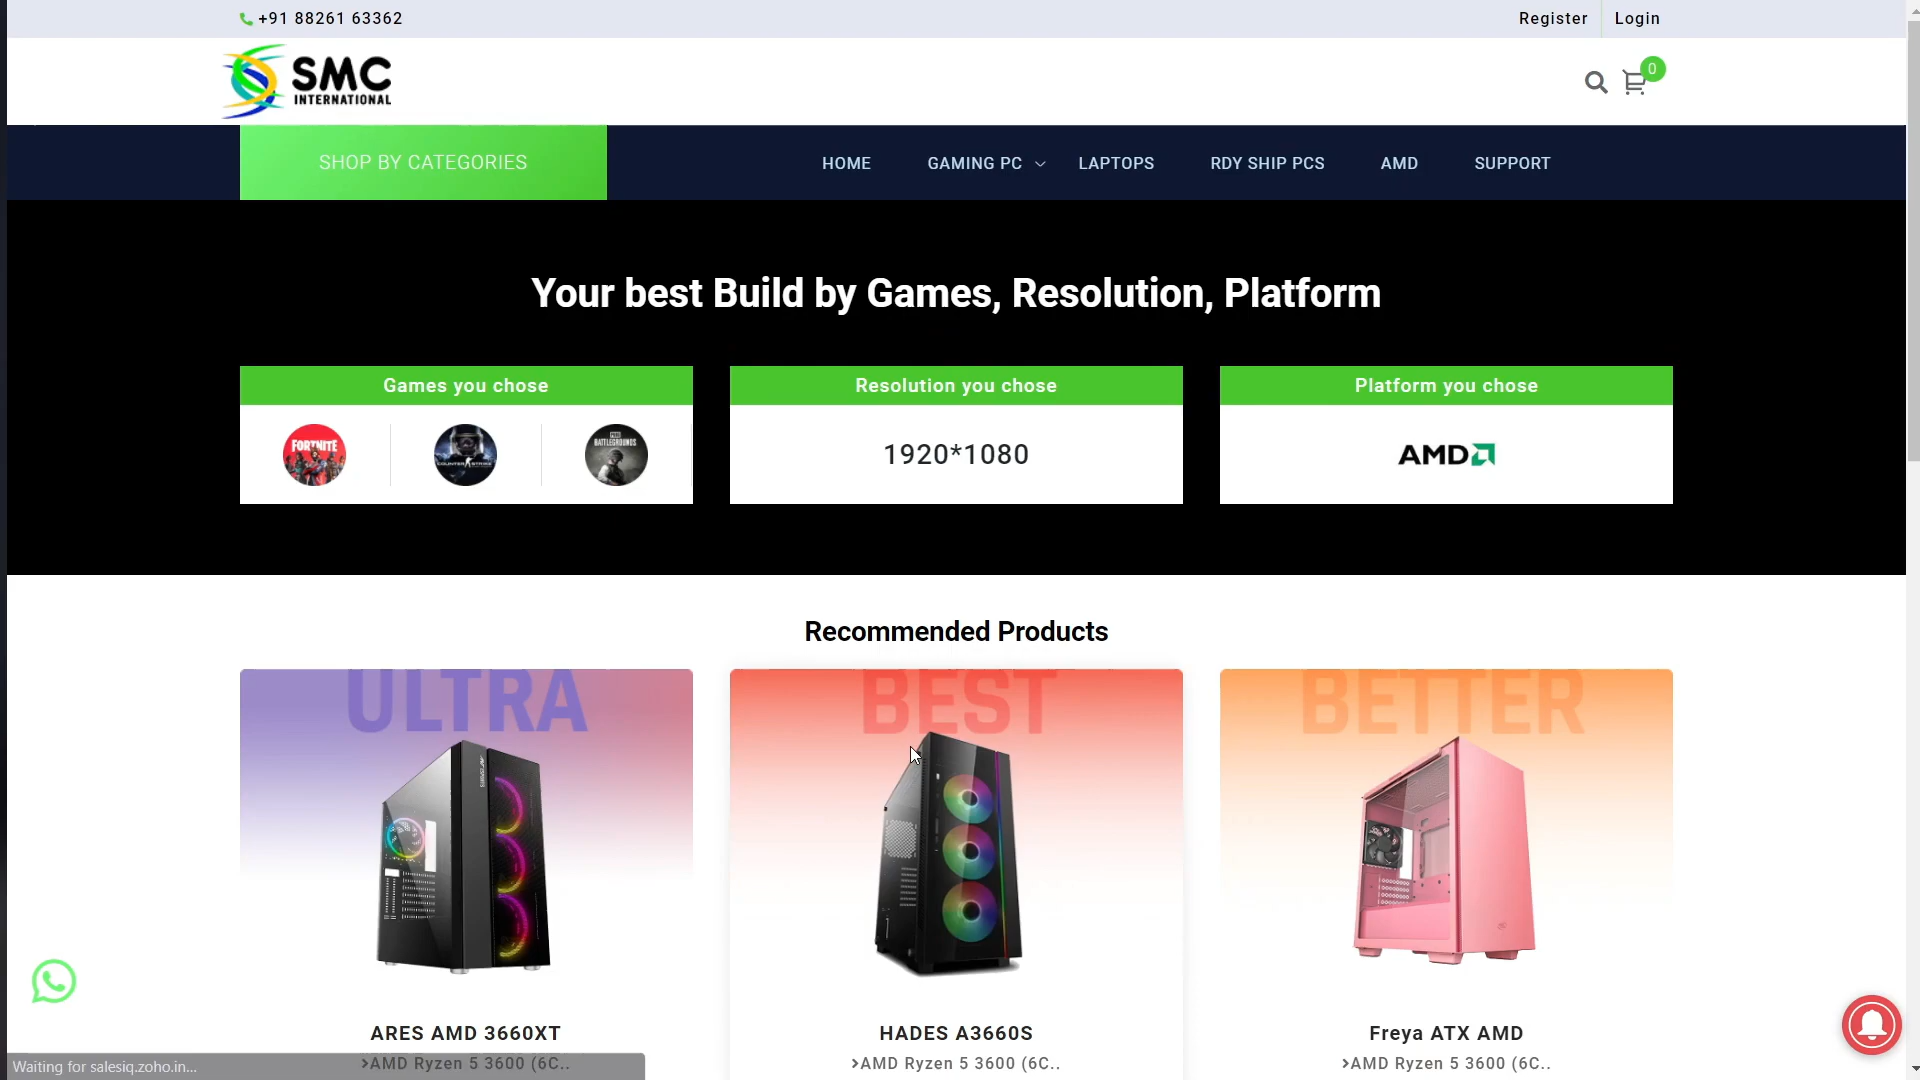 +91 88261 63362
Register
Login
SMC
INTERNATIONAL
0
SHOP BY CATEGORIES
HOME
GAMING PC
LAPTOPS
RDY SHIP PCS
AMD
SUPPORT
Your best Build by Games, Resolution, Platform
Games you chose
Resolution you chose
Platform you chose
FORTNITE
COUNTER STRIKE
BATTLEGROUNDS
1920*1080
AMD
Recommended Products
ULTRA
BEST
BETTER
ARES AMD 3660XT
HADES A3660S
Freya ATX AMD
>AMD Ryzen 5 3600 (6C..
>AMD Ryzen 5 3600 (6C..
>AMD Ryzen 5 3600 (6C..
Waiting for salesiq.zoho.in...